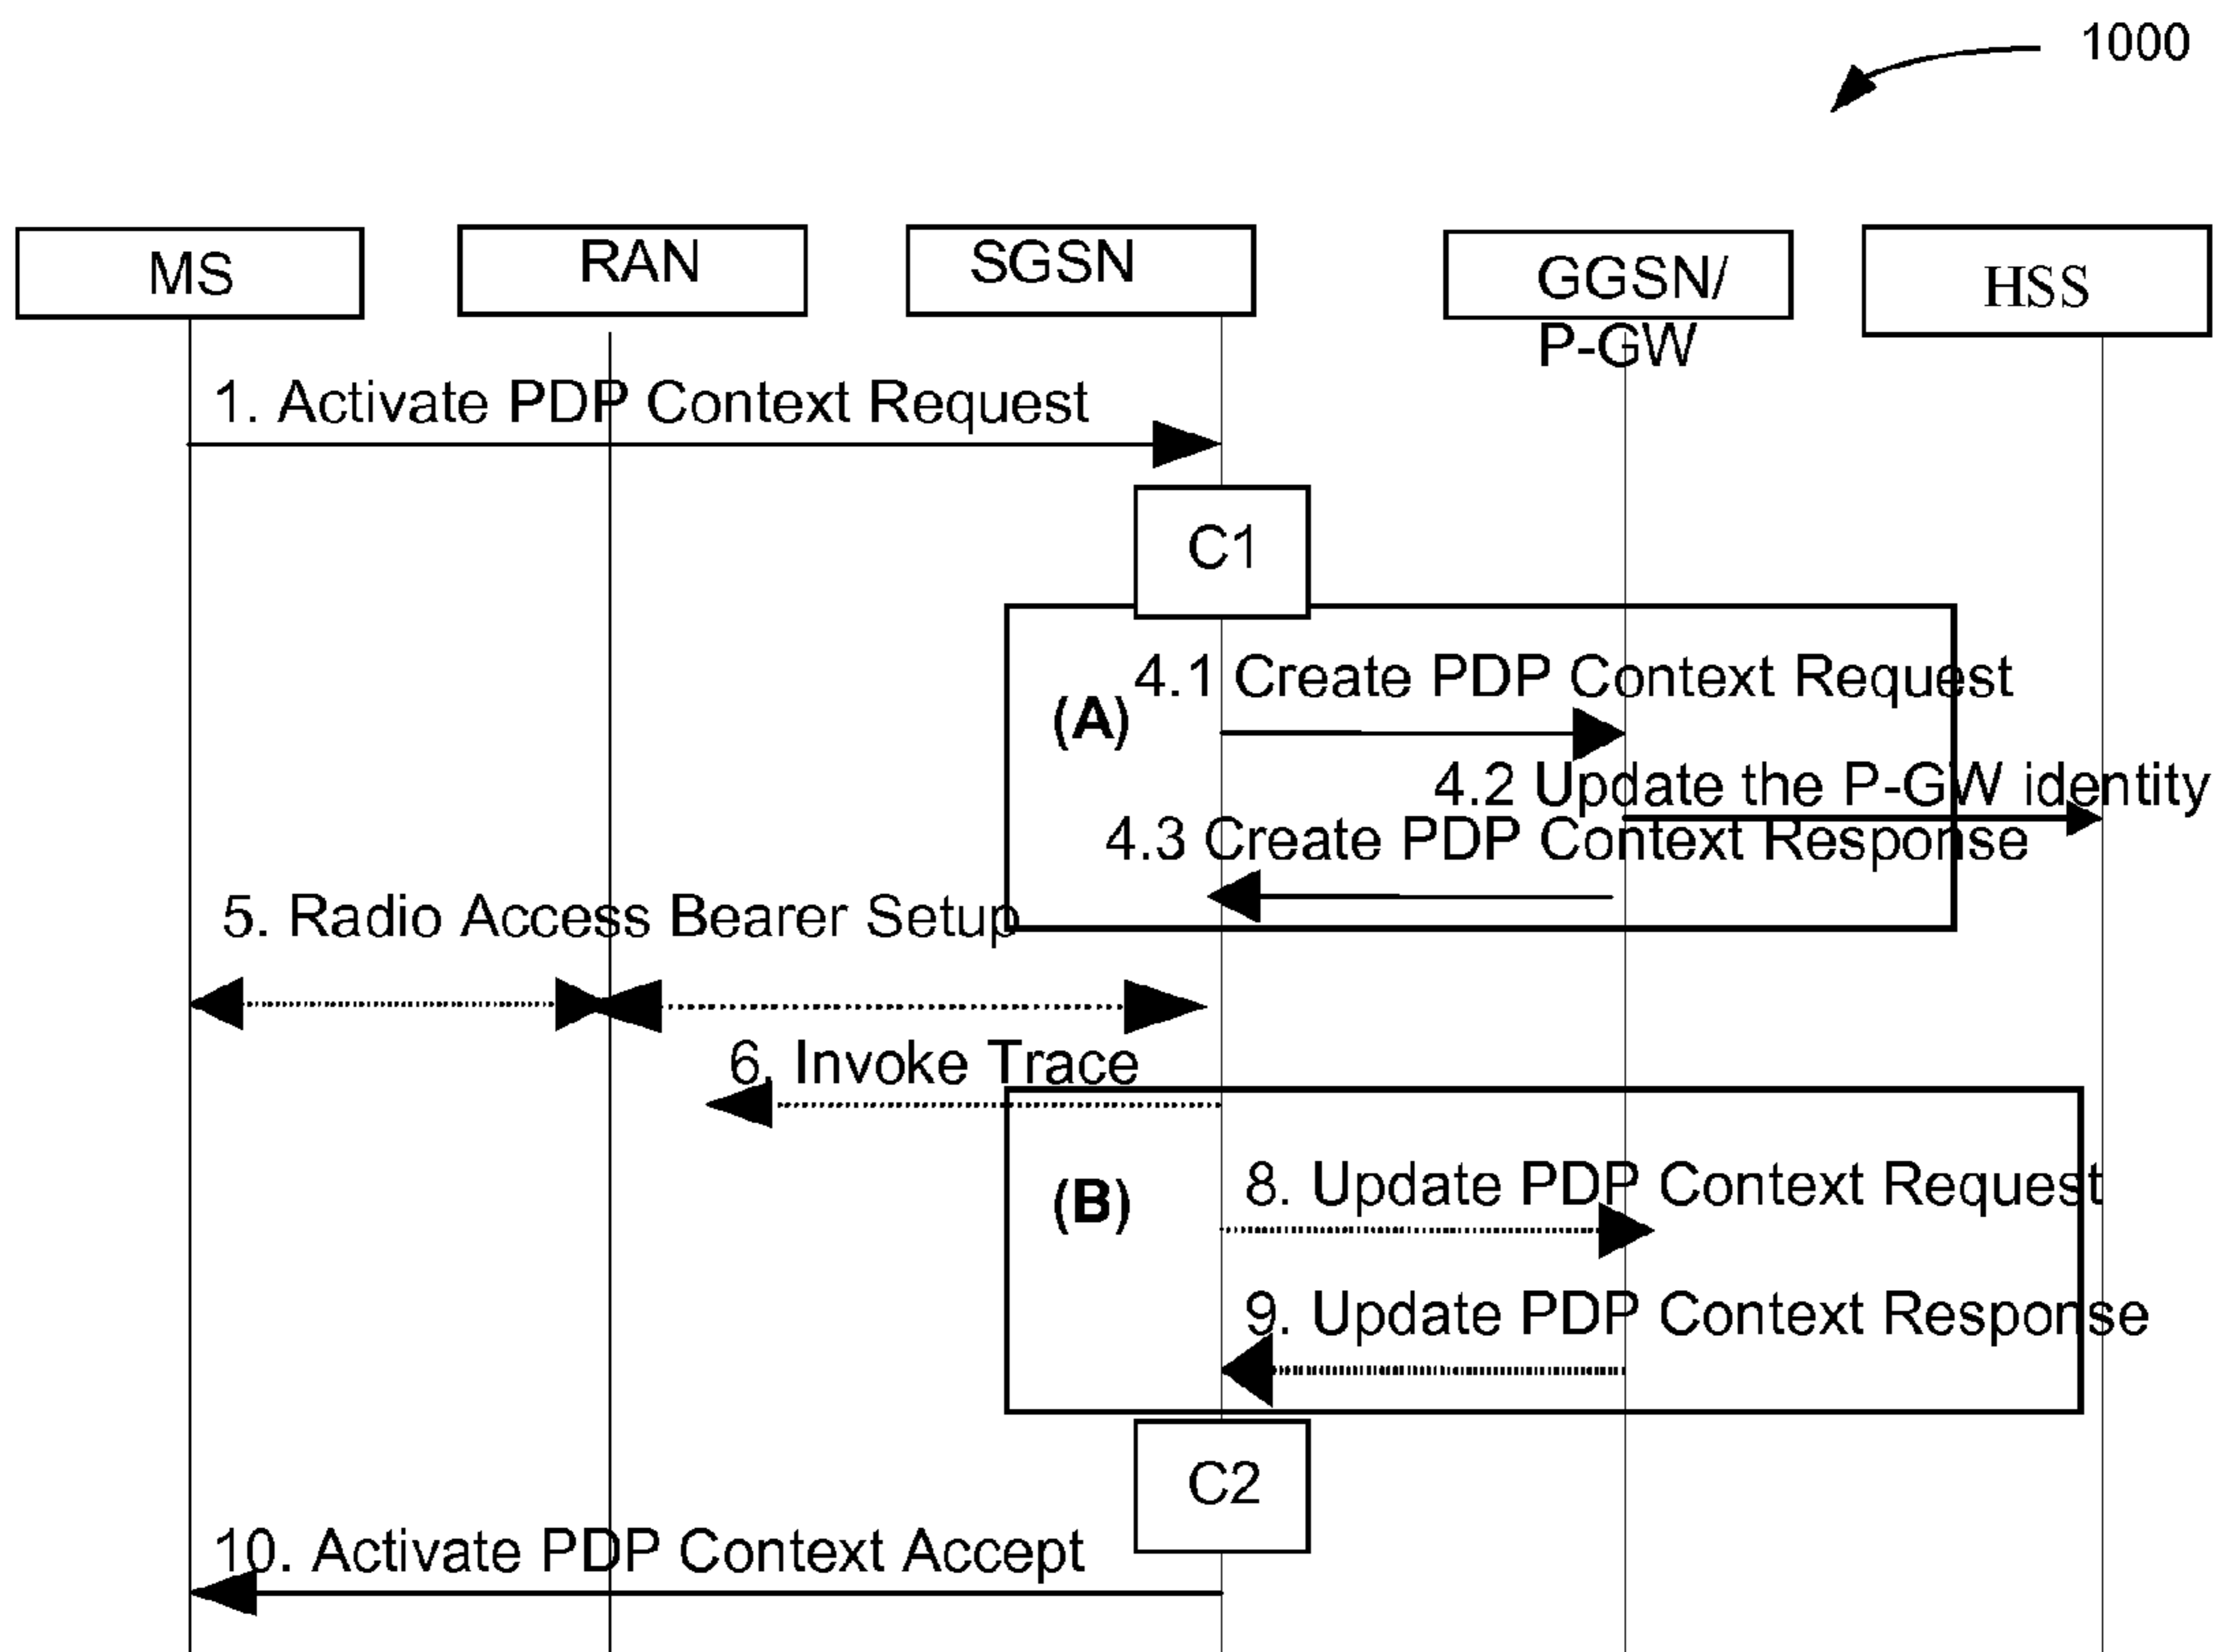 1000
MS
RAN
SGSN
GGSN/
P-GW
HSS
1. Activate PDP Context Request
C1
4.1 Create PDP Context Request
(A)
4.2 Update the P-GW identity
4.3 Create PDP Context Response
5. Radio Access Bearer Setup
6. Invoke Trace
8. Update PDP Context Request
(B)
9. Update PDP Context Response
C2
10. Activate PDP Context Accept